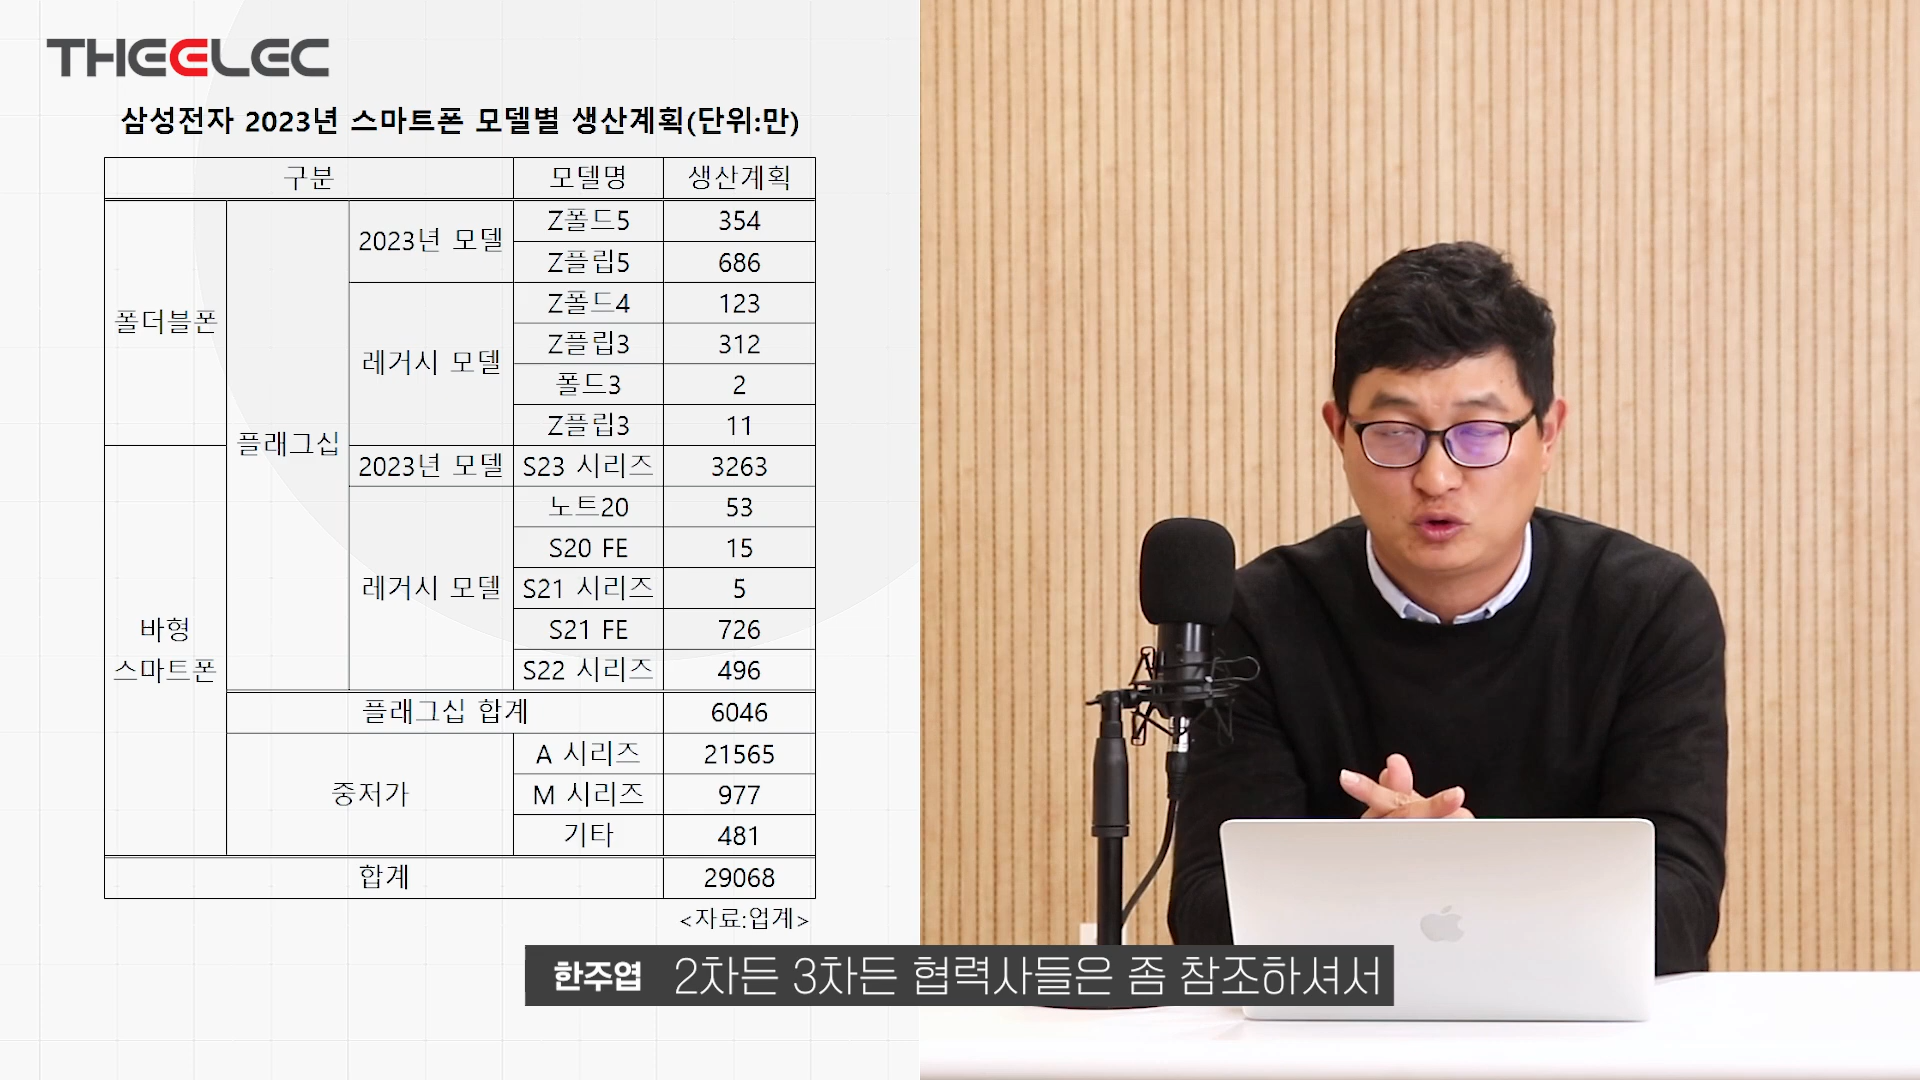 THEELEC
삼성전자 2023년 스마트폰 모델별 생산계획(단위:만)
구분 모델명 생산계획
폴더블폰 플래그십 2023년 모델 Z폴드5 354
Z플립5 686
레거시 모델 Z폴드4 123
Z플립3 312
폴드3 2
Z플립3 11
바형 스마트폰 2023년 모델 S23 시리즈 3263
레거시 모델 노트20 53
S20 FE 15
S21 시리즈 5
S21 FE 726
S22 시리즈 496
플래그십 합계 6046
중저가 A 시리즈 21565
M 시리즈 977
기타 481
합계 29068
<자료:업계>
한주엽 2차든 3차든 협력사들은 좀 참조하셔서